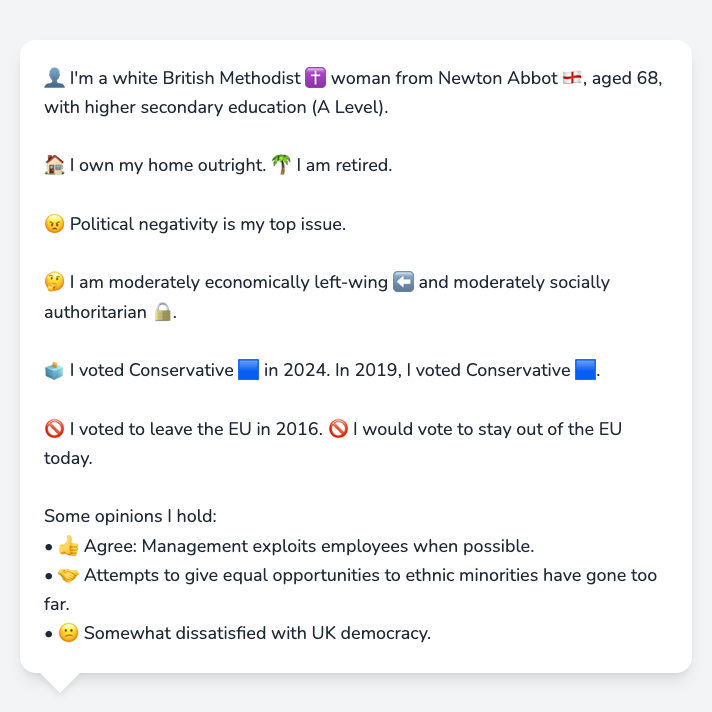 👤 I'm a white British Methodist ✝️ woman from Newton Abbot 🏴󠁧󠁢󠁥󠁮󠁧󠁿, aged 68,
with higher secondary education (A Level).
🏠 I own my home outright. 🌴 I am retired.
😠 Political negativity is my top issue.
🤔 I am moderately economically left-wing ⬅️ and moderately socially
authoritarian 🔒.
🗳️ I voted Conservative 🟦 in 2024. In 2019, I voted Conservative 🟦.
🚫 I voted to leave the EU in 2016. 🚫 I would vote to stay out of the EU
today.
Some opinions I hold:
• 👍 Agree: Management exploits employees when possible.
• 🤝 Attempts to give equal opportunities to ethnic minorities have gone too
far.
• 😕 Somewhat dissatisfied with UK democracy.